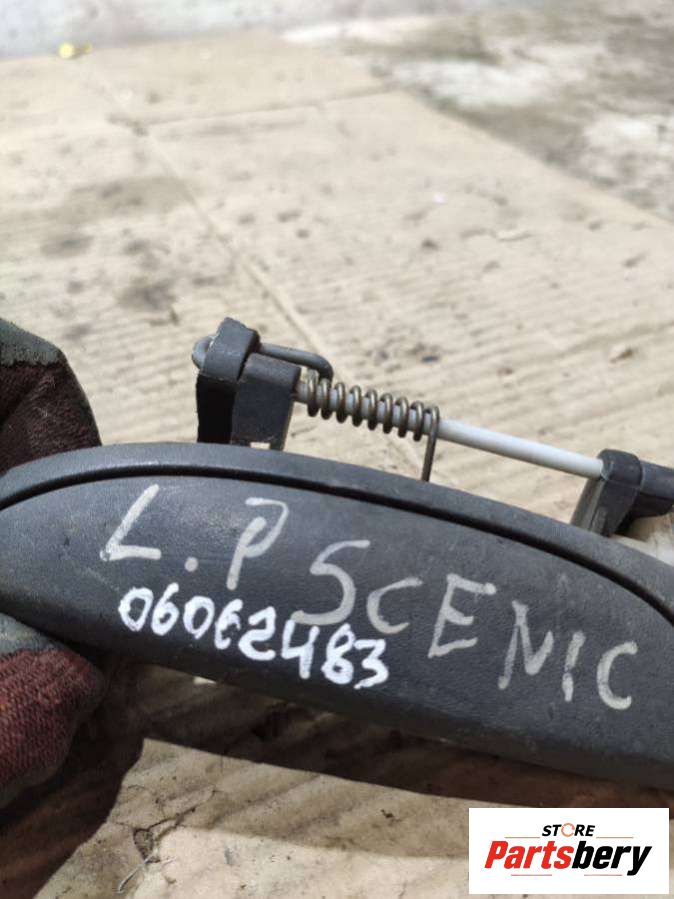 L.P SCENIC
06062483
STORE
Partsbery